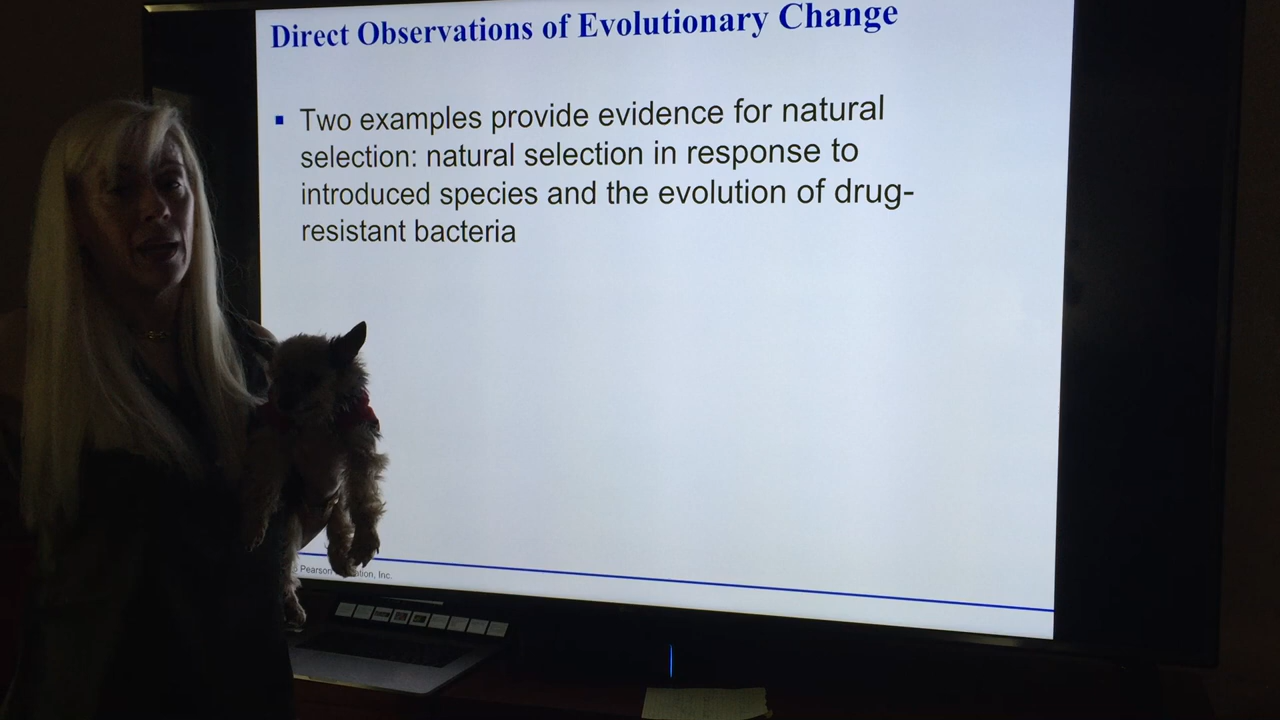 Direct Observations of Evolutionary Change
Two examples provide evidence for natural
selection: natural selection in response to
introduced species and the evolution of drug-
resistant bacteria
Pearson Inc.